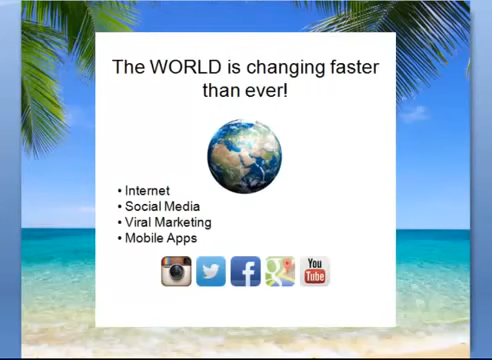 The WORLD is changing faster
than ever!
• Internet
• Social Media
• Viral Marketing
• Mobile Apps
You
Tube